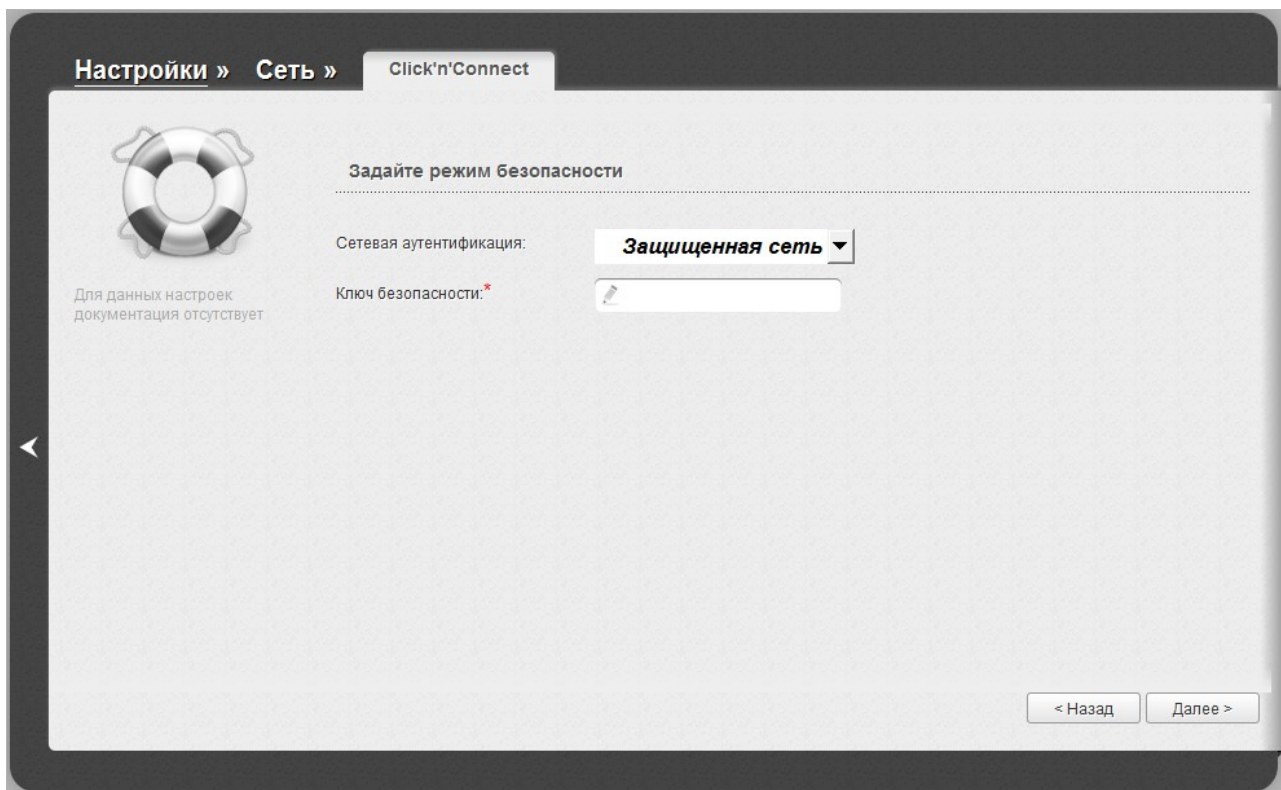 Настройки » Сеть » Click'n'Connect
Задайте режим безопасности
Сетевая аутентификация: Защищенная сеть
Ключ безопасности:*
Для данных настроек
документация отсутствует
< Назад Далее >